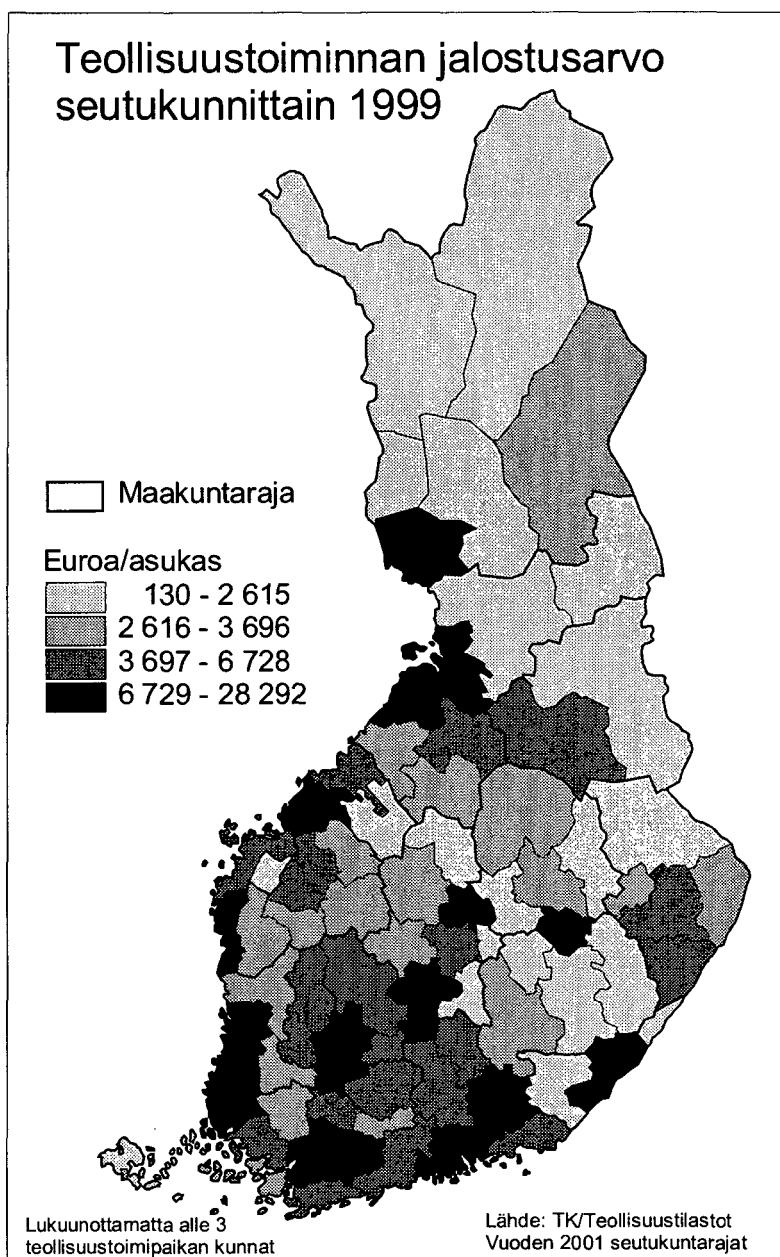 Teollisuustoiminnan jalostusarvo
seutukunnittain 1999
Maakuntaraja
Euroa/asukas
130 - 2 615
2 616 - 3 696
3 697 - 6 728
6 729 - 28 292
Lukuunottamatta alle 3
teollisuustoimipaikan kunnat
Lähde: TK/Teollisuustilastot
Vuoden 2001 seutukuntarajat